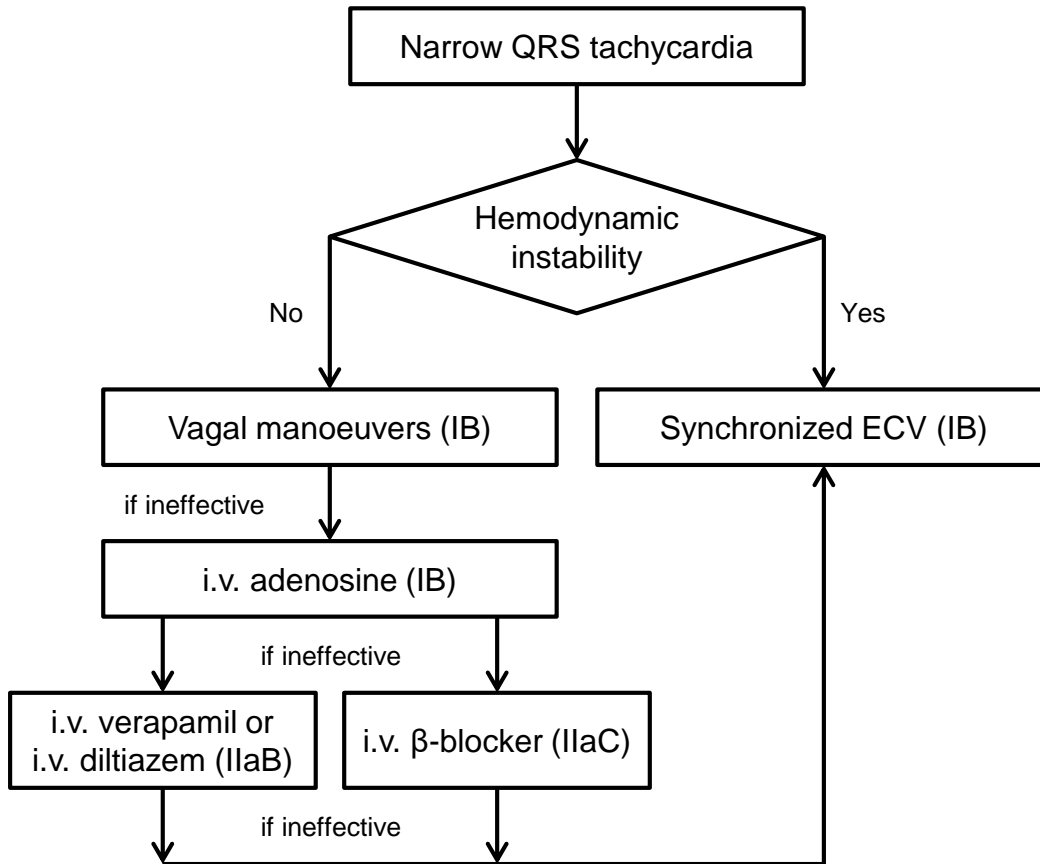 Narrow QRS tachycardia
Hemodynamic
instability
No
Yes
Vagal manoeuvers (IB)
Synchronized ECV (IB)
if ineffective
i.v. adenosine (IB)
if ineffective
i.v. verapamil or
i.v. diltiazem (IIaB)
i.v. β-blocker (IIaC)
if ineffective